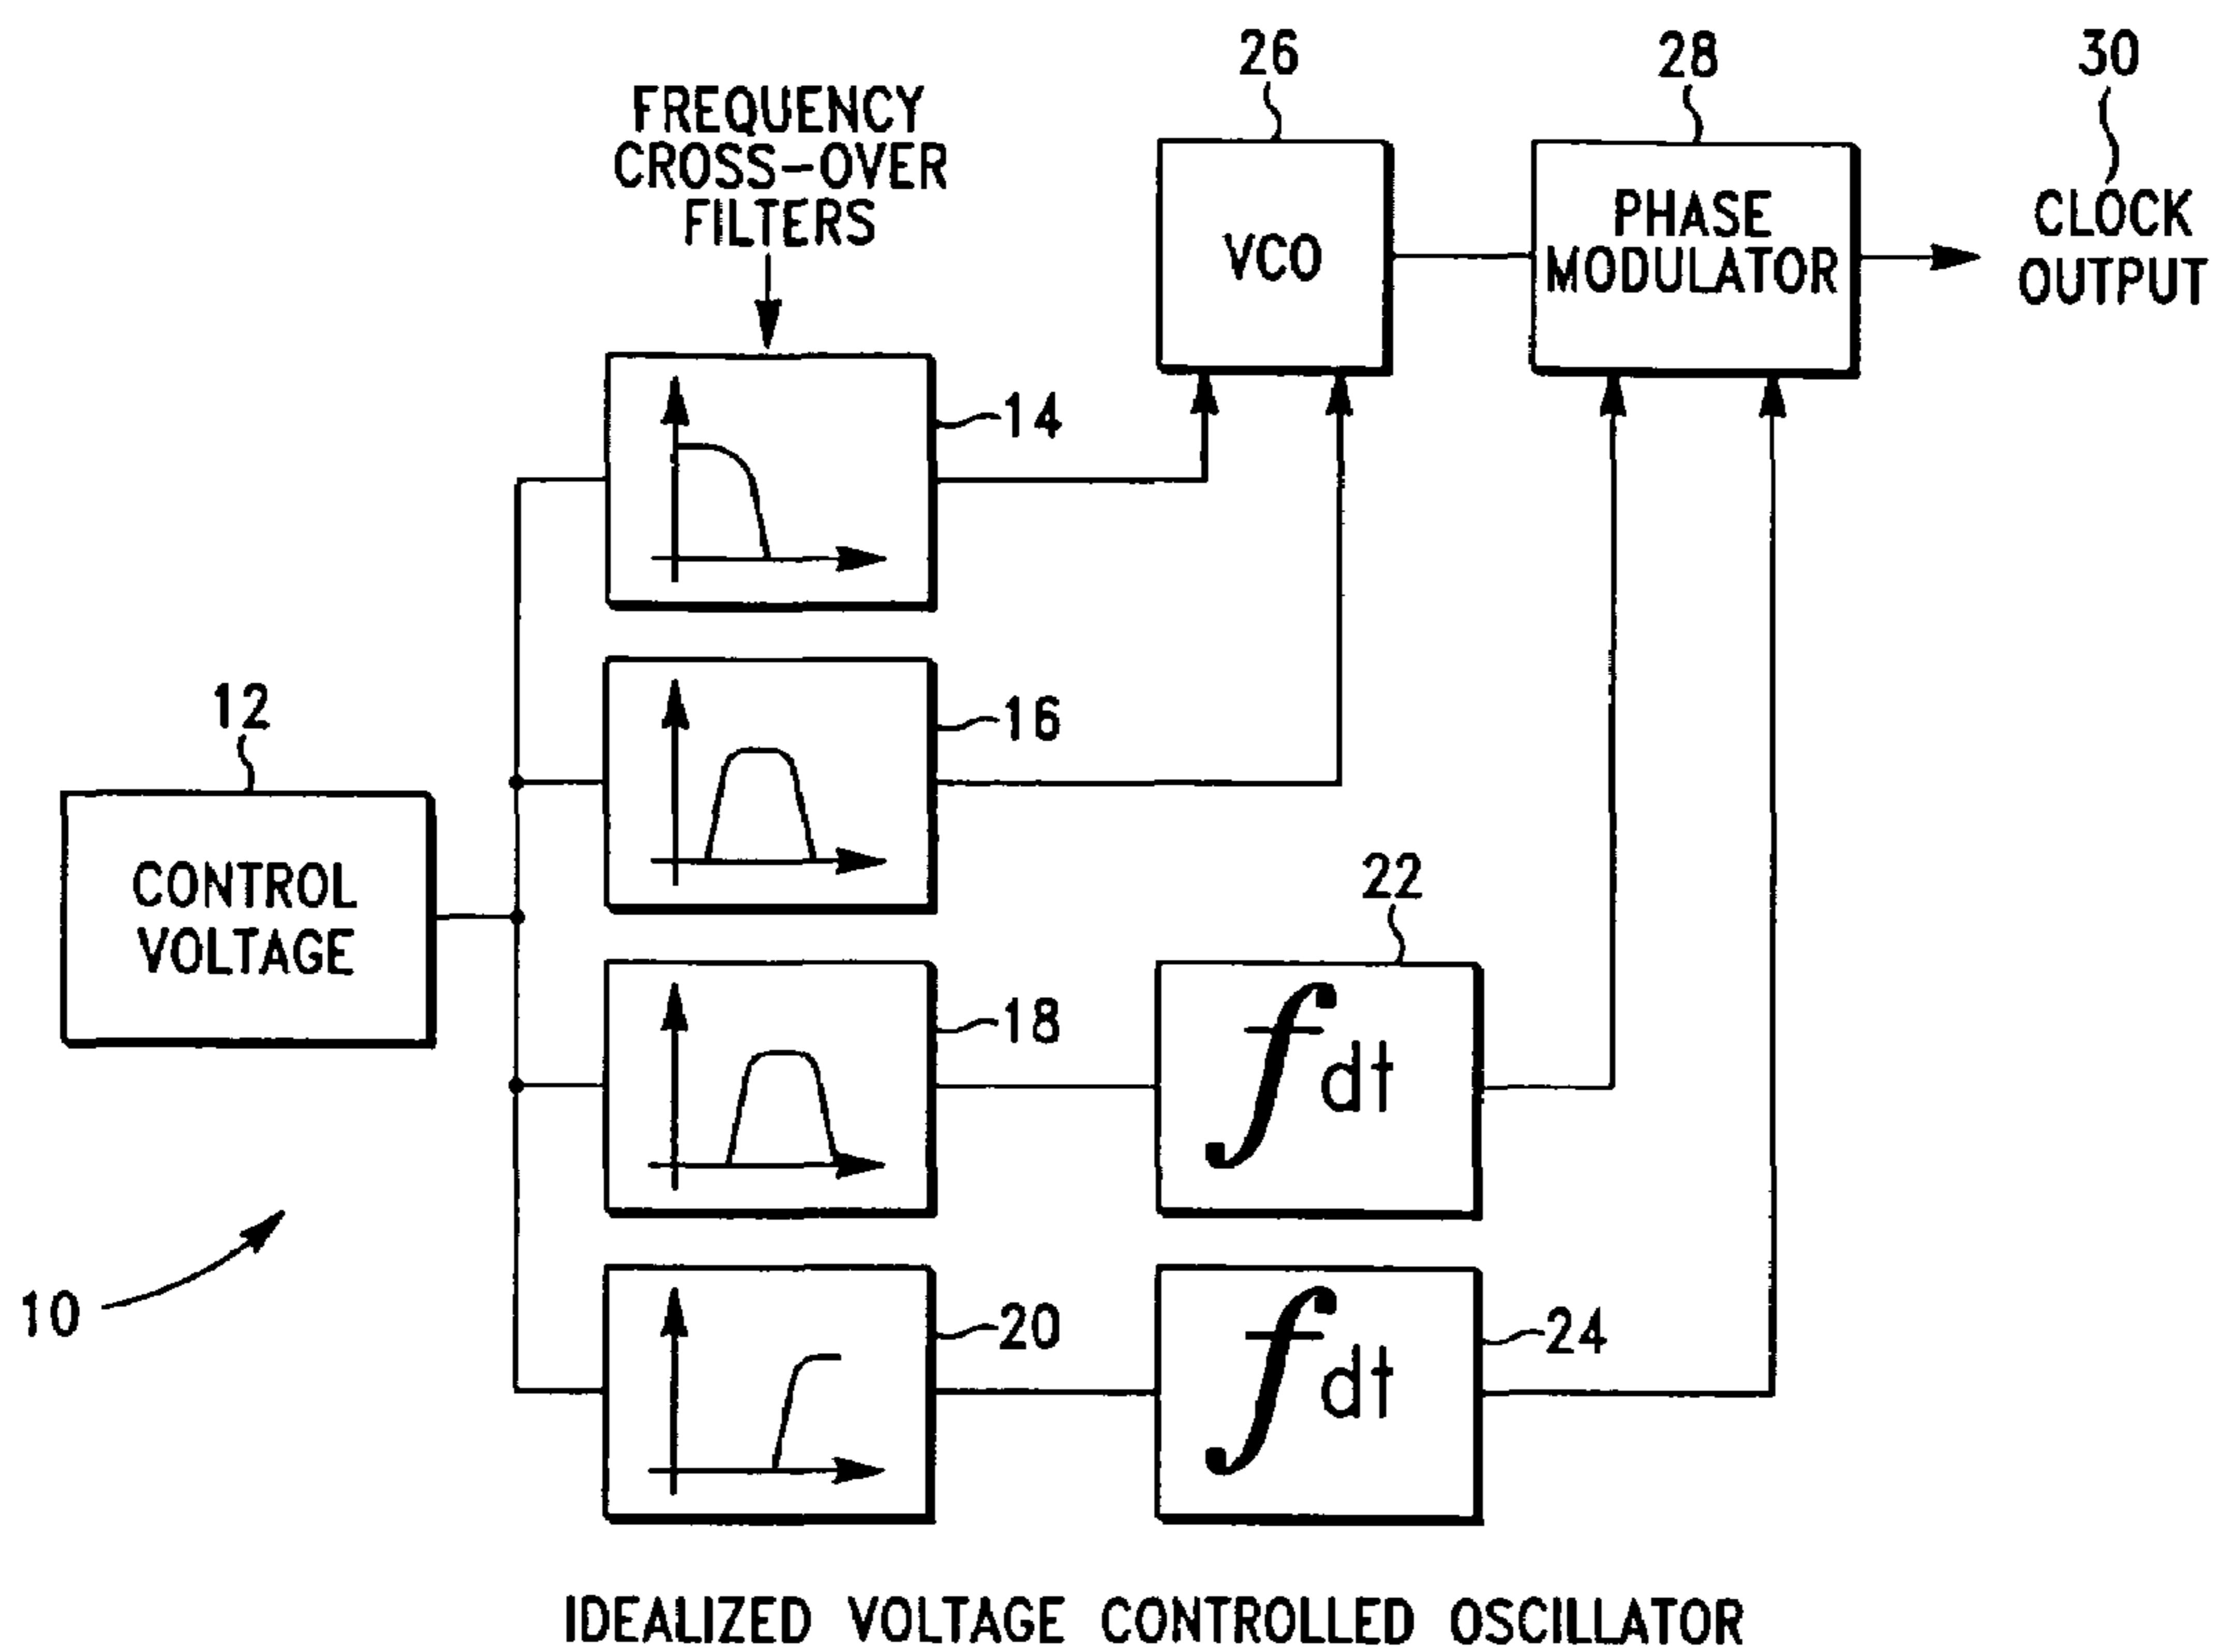 26
28
30
FREQUENCY
CROSS-OVER
FILTERS
VCO
PHASE
MODULATOR
CLOCK
OUTPUT
14
16
12
CONTROL
VOLTAGE
18
22
∫dt
10
20
24
∫dt
IDEALIZED VOLTAGE CONTROLLED OSCILLATOR